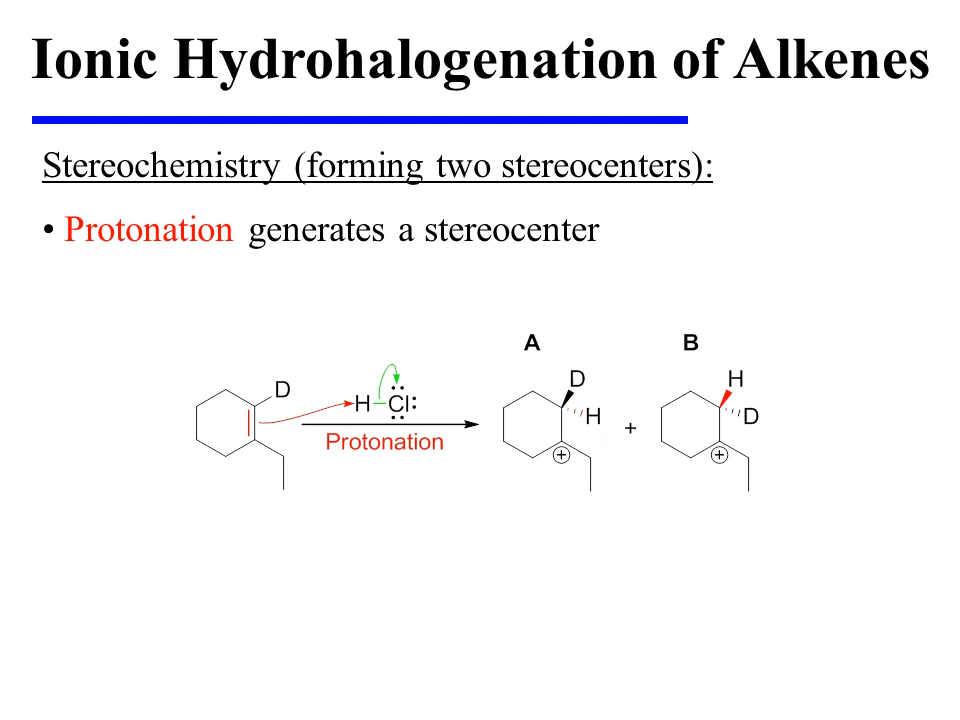 Ionic Hydrohalogenation of Alkenes
Stereochemistry (forming two stereocenters):
• Protonation generates a stereocenter
A B
D H Cl D H + H D
Protonation
+ +